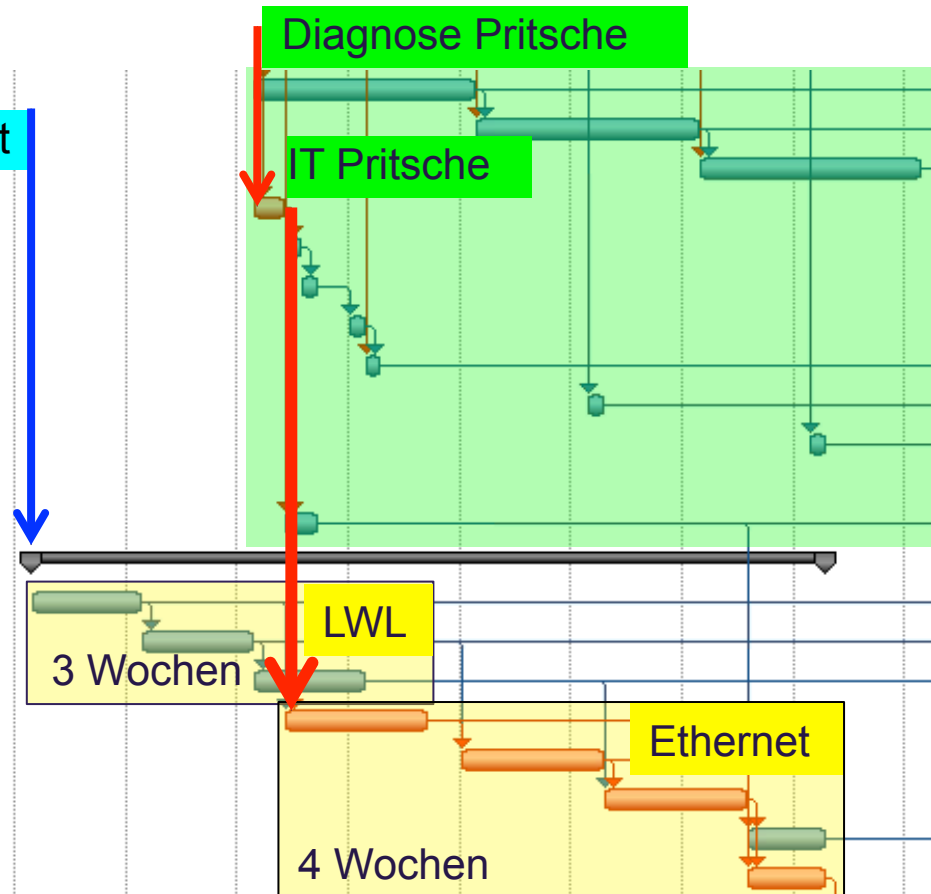 Diagnose Pritsche
t
IT Pritsche
LWL
3 Wochen
Ethernet
4 Wochen